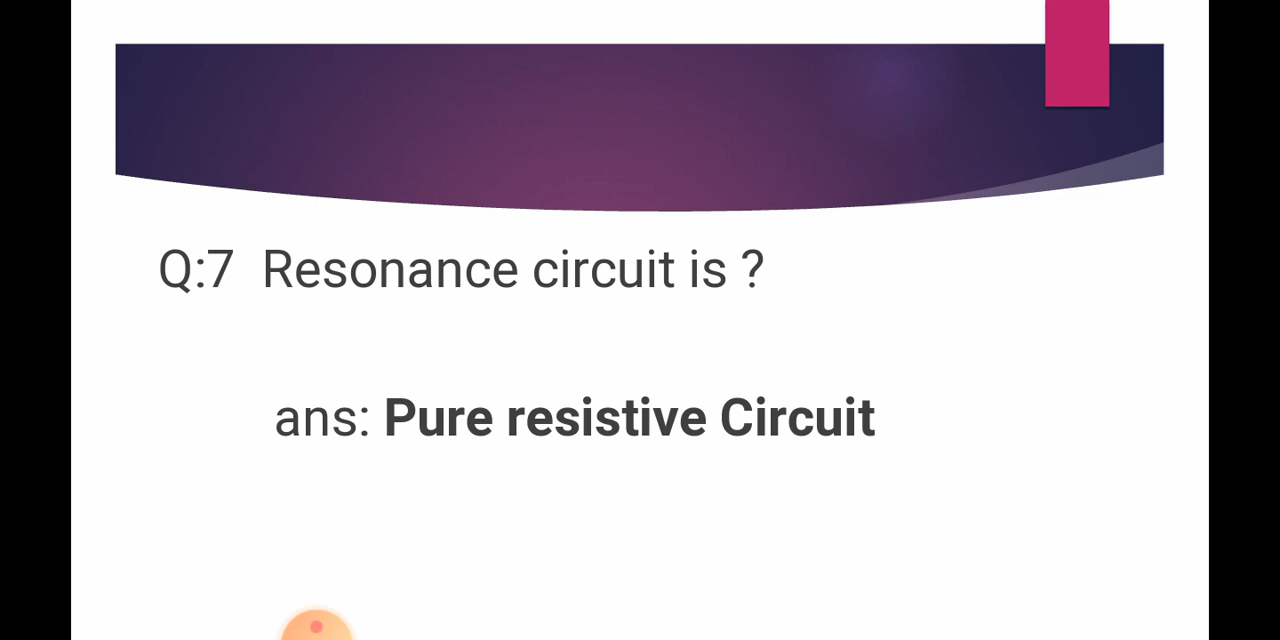 Q:7 Resonance circuit is ?
ans: Pure resistive Circuit